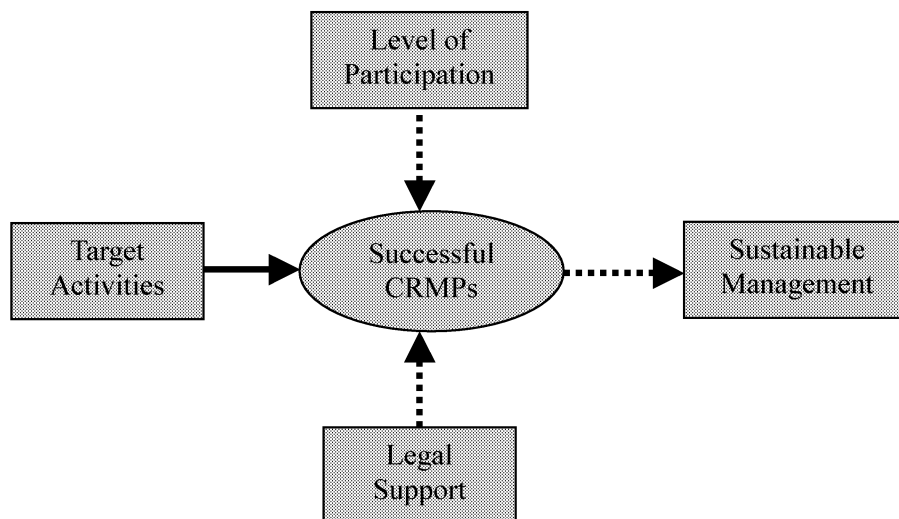 Level of
Participation
Target
Activities
Successful
CRMPs
Sustainable
Management
Legal
Support